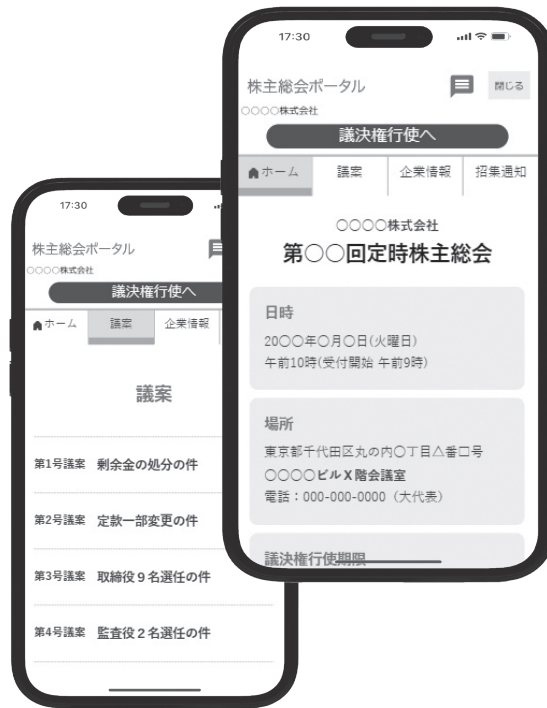 17:30
株主総会ポータル
閉じる
○○○○株式会社
議決権行使へ
ホーム 議案 企業情報 招集通知
○○○○株式会社
第○○回定時株主総会
日時
20○○年○月○日(火曜日)
午前10時(受付開始 午前9時)
場所
東京都千代田区丸の内○丁目△番□号
○○○○ビルX階会議室
電話：000-000-0000（大代表）
議決権行使期限
17:30
株主総会ポータル
○○○○株式会社
議決権行使へ
ホーム 議案 企業情報
議案
第1号議案 剰余金の処分の件
第2号議案 定款一部変更の件
第3号議案 取締役９名選任の件
第4号議案 監査役２名選任の件